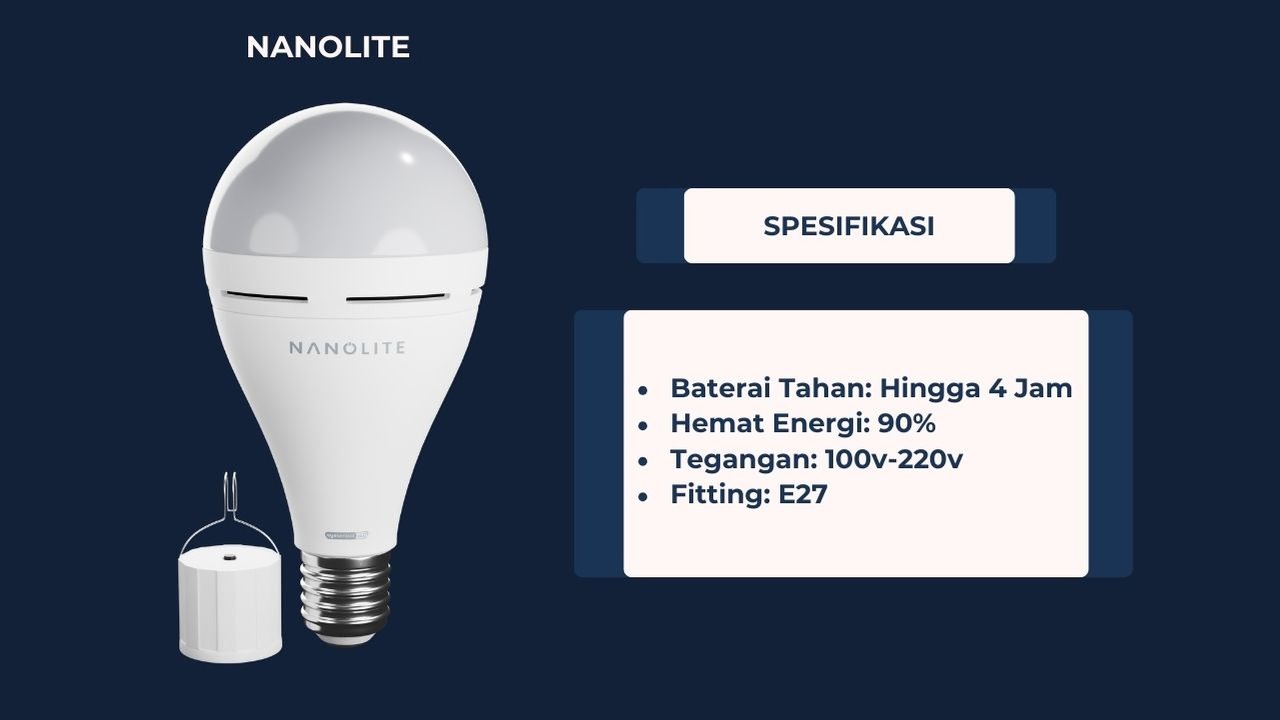 NANOLITE
NANOLITE
SPESIFIKASI
• Baterai Tahan: Hingga 4 Jam
• Hemat Energi: 90%
• Tegangan: 100v-220v
• Fitting: E27